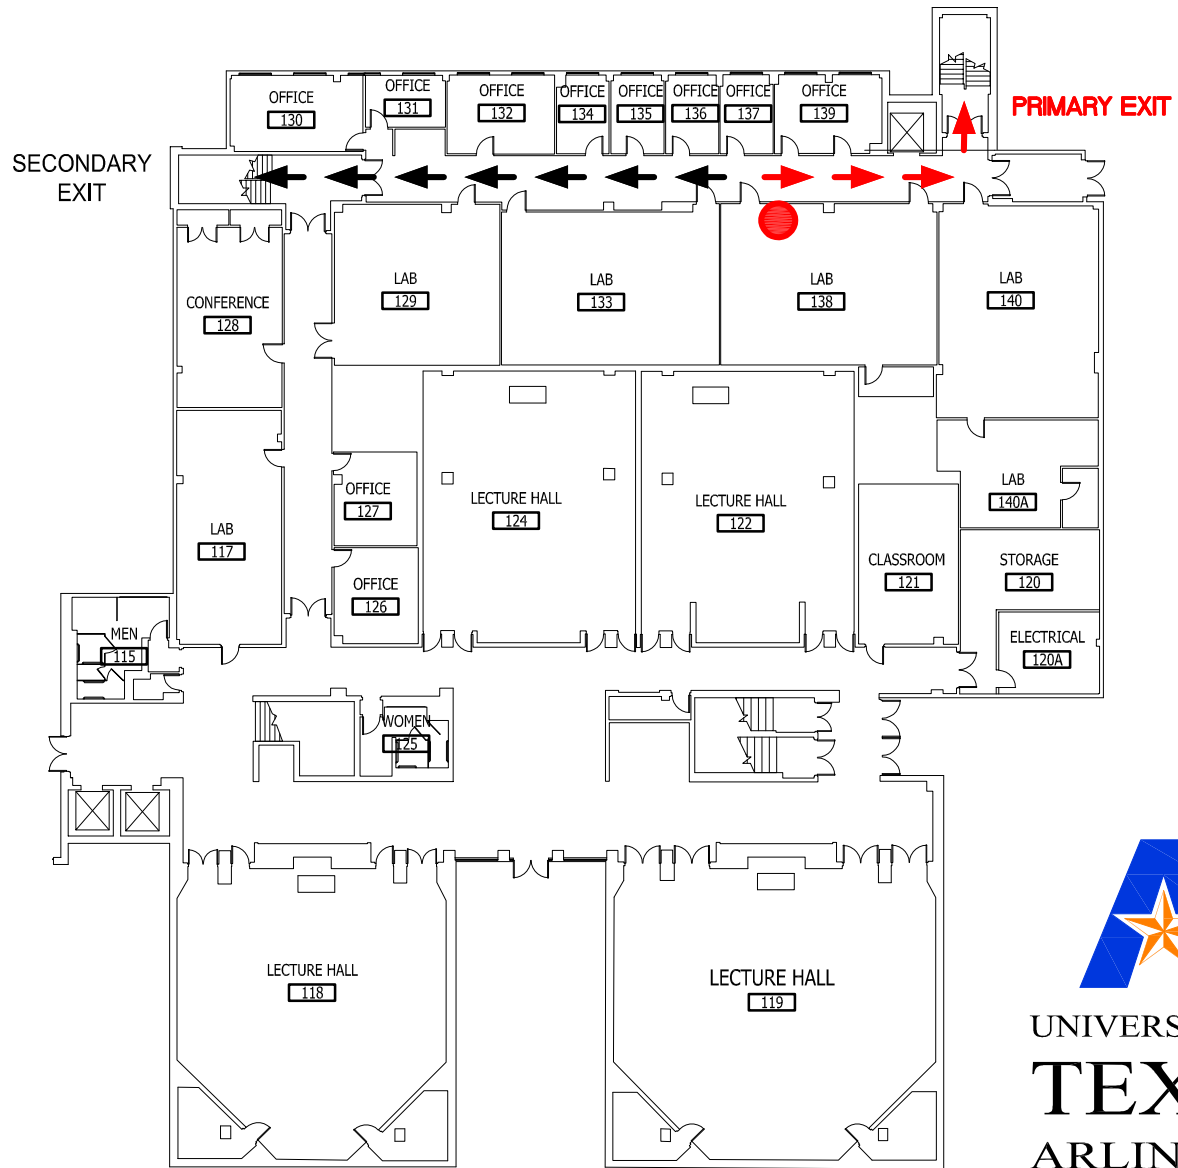 PRIMARY EXIT
SECONDARY
EXIT
OFFICE
130
OFFICE
131
OFFICE
132
OFFICE
134
OFFICE
135
OFFICE
136
OFFICE
137
OFFICE
139
LAB
129
LAB
133
LAB
138
LAB
140
CONFERENCE
128
LAB
117
OFFICE
127
OFFICE
126
LECTURE HALL
124
LECTURE HALL
122
LAB
140A
CLASSROOM
121
STORAGE
120
ELECTRICAL
120A
MEN
115
WOMEN
125
LECTURE HALL
118
LECTURE HALL
119
UNIVERS
TEX
ARLIN